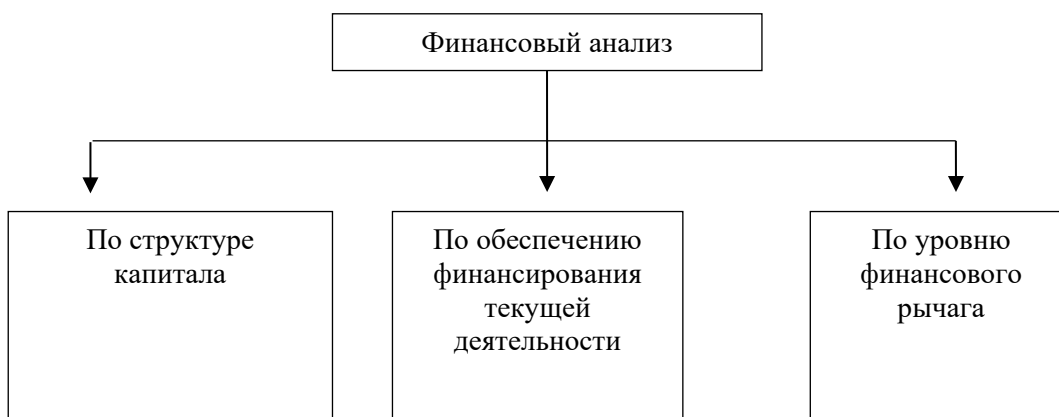 Финансовый анализ
По структуре
капитала
По обеспечению
финансирования
текущей
деятельности
По уровню
финансового
рычага